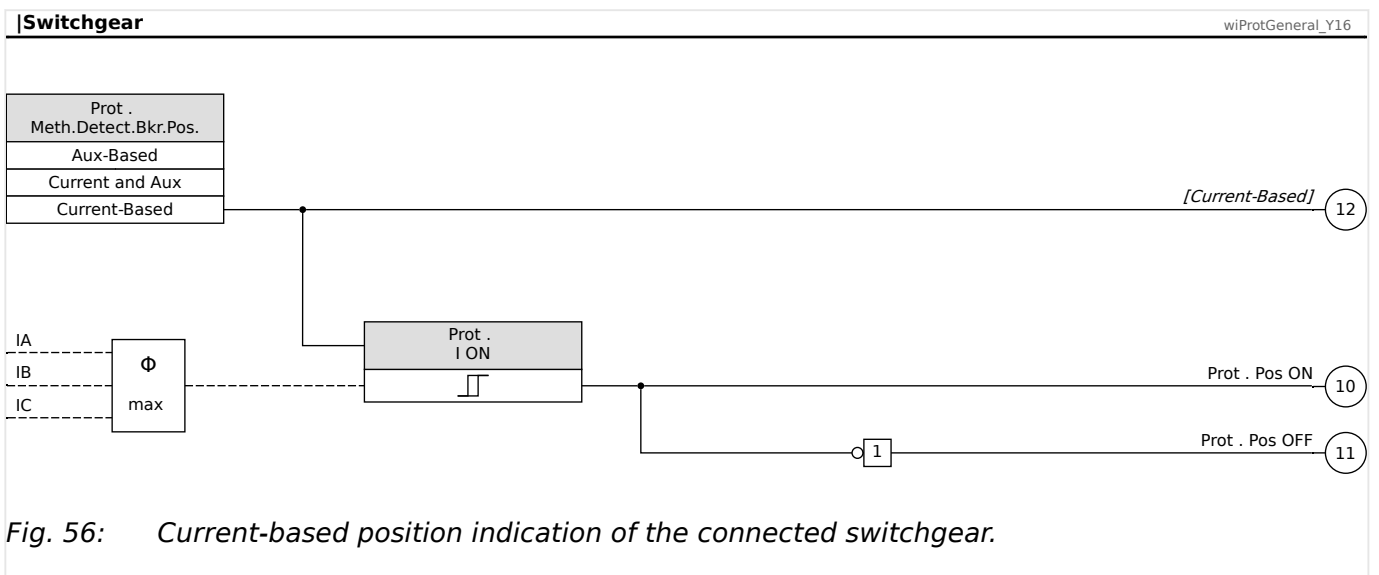 |Switchgear
wiProtGeneral_Y16
Prot .
Meth.Detect.Bkr.Pos.
Aux-Based
Current and Aux
Current-Based
[Current-Based]
12
IA
IB
IC
Φ
max
Prot .
I ON
Prot . Pos ON
10
1
Prot . Pos OFF
11
Fig. 56: Current-based position indication of the connected switchgear.